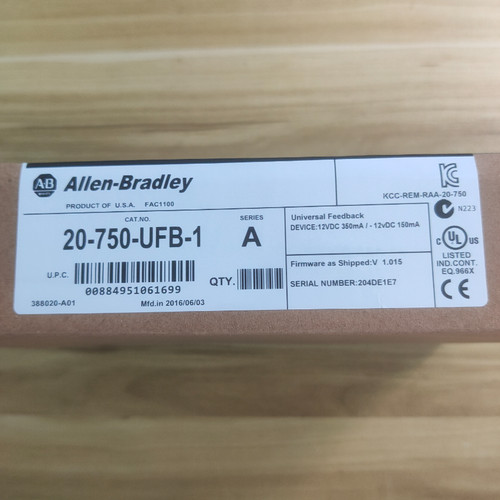 AB Allen-Bradley
PRODUCT OF U.S.A. FAC1100
CAT.NO.
20-750-UFB-1
SERIES
A
U.P.C.
00884951061699
QTY.
388020-A01
Mfd.in 2016/06/03
Universal Feedback
DEVICE:12VDC 350mA / - 12vDC 150mA
Firmware as Shipped:V 1.015
SERIAL NUMBER:204DE1E7
KCC-REM-RAA-20-750
N223
C UL US
LISTED
IND.CONT.
EQ.966X
CE